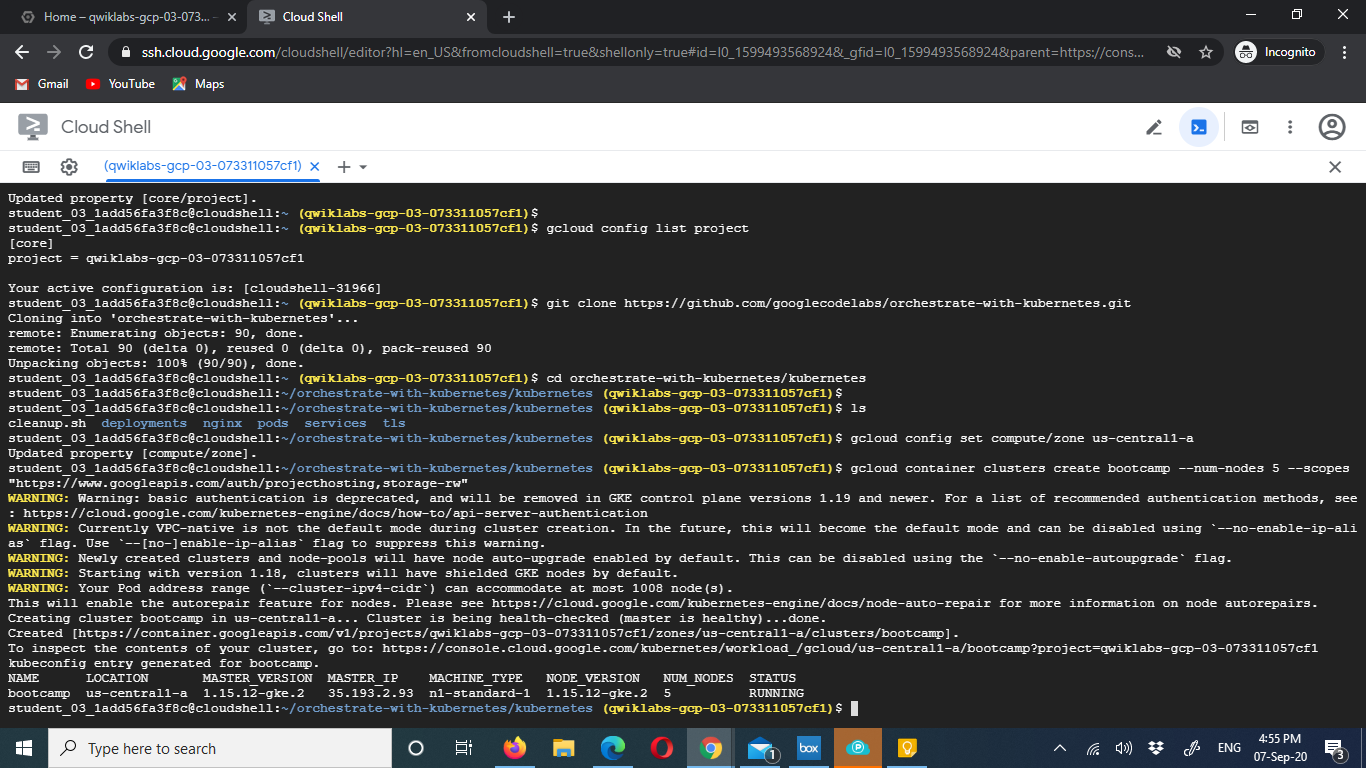 Home – qwiklabs-gcp-03-073...
Cloud Shell
ssh.cloud.google.com/cloudshell/editor?hl=en_US&fromcloudshell=true&shellonly=true#id=I0_1599493568924&_gfid=I0_1599493568924&parent=https://cons...
Incognito
Gmail
YouTube
Maps
Cloud Shell
(qwiklabs-gcp-03-073311057cf1)
Updated property [core/project].
student_03_1add56fa3f8c@cloudshell:~ (qwiklabs-gcp-03-073311057cf1)$
student_03_1add56fa3f8c@cloudshell:~ (qwiklabs-gcp-03-073311057cf1)$ gcloud config list project
[core]
project = qwiklabs-gcp-03-073311057cf1
Your active configuration is: [cloudshell-31966]
student_03_1add56fa3f8c@cloudshell:~ (qwiklabs-gcp-03-073311057cf1)$ git clone https://github.com/googlecodelabs/orchestrate-with-kubernetes.git
Cloning into 'orchestrate-with-kubernetes'...
remote: Enumerating objects: 90, done.
remote: Total 90 (delta 0), reused 0 (delta 0), pack-reused 90
Unpacking objects: 100% (90/90), done.
student_03_1add56fa3f8c@cloudshell:~ (qwiklabs-gcp-03-073311057cf1)$ cd orchestrate-with-kubernetes/kubernetes
student_03_1add56fa3f8c@cloudshell:~/orchestrate-with-kubernetes/kubernetes (qwiklabs-gcp-03-073311057cf1)$
student_03_1add56fa3f8c@cloudshell:~/orchestrate-with-kubernetes/kubernetes (qwiklabs-gcp-03-073311057cf1)$ ls
cleanup.sh deployments nginx pods services tls
student_03_1add56fa3f8c@cloudshell:~/orchestrate-with-kubernetes/kubernetes (qwiklabs-gcp-03-073311057cf1)$ gcloud config set compute/zone us-central1-a
Updated property [compute/zone].
student_03_1add56fa3f8c@cloudshell:~/orchestrate-with-kubernetes/kubernetes (qwiklabs-gcp-03-073311057cf1)$ gcloud container clusters create bootcamp --num-nodes 5 --scopes
"https://www.googleapis.com/auth/projecthosting,storage-rw"
WARNING: Warning: basic authentication is deprecated, and will be removed in GKE control plane versions 1.19 and newer. For a list of recommended authentication methods, see
: https://cloud.google.com/kubernetes-engine/docs/how-to/api-server-authentication
WARNING: Currently VPC-native is not the default mode during cluster creation. In the future, this will become the default mode and can be disabled using `--no-enable-ip-ali
as` flag. Use `--[no-]enable-ip-alias` flag to suppress this warning.
WARNING: Newly created clusters and node-pools will have node auto-upgrade enabled by default. This can be disabled using the `--no-enable-autoupgrade` flag.
WARNING: Starting with version 1.18, clusters will have shielded GKE nodes by default.
WARNING: Your Pod address range (`--cluster-ipv4-cidr`) can accommodate at most 1008 node(s).
This will enable the autorepair feature for nodes. Please see https://cloud.google.com/kubernetes-engine/docs/node-auto-repair for more information on node autorepairs.
Creating cluster bootcamp in us-central1-a... Cluster is being health-checked (master is healthy)...done.
Created [https://container.googleapis.com/v1/projects/qwiklabs-gcp-03-073311057cf1/zones/us-central1-a/clusters/bootcamp].
To inspect the contents of your cluster, go to: https://console.cloud.google.com/kubernetes/workload_/gcloud/us-central1-a/bootcamp?project=qwiklabs-gcp-03-073311057cf1
kubeconfig entry generated for bootcamp.
NAME LOCATION MASTER_VERSION MASTER_IP MACHINE_TYPE NODE_VERSION NUM_NODES STATUS
bootcamp us-central1-a 1.15.12-gke.2 35.193.2.93 n1-standard-1 1.15.12-gke.2 5 RUNNING
student_03_1add56fa3f8c@cloudshell:~/orchestrate-with-kubernetes/kubernetes (qwiklabs-gcp-03-073311057cf1)$
Type here to search
1
box
ENG
4:55 PM
07-Sep-20
3